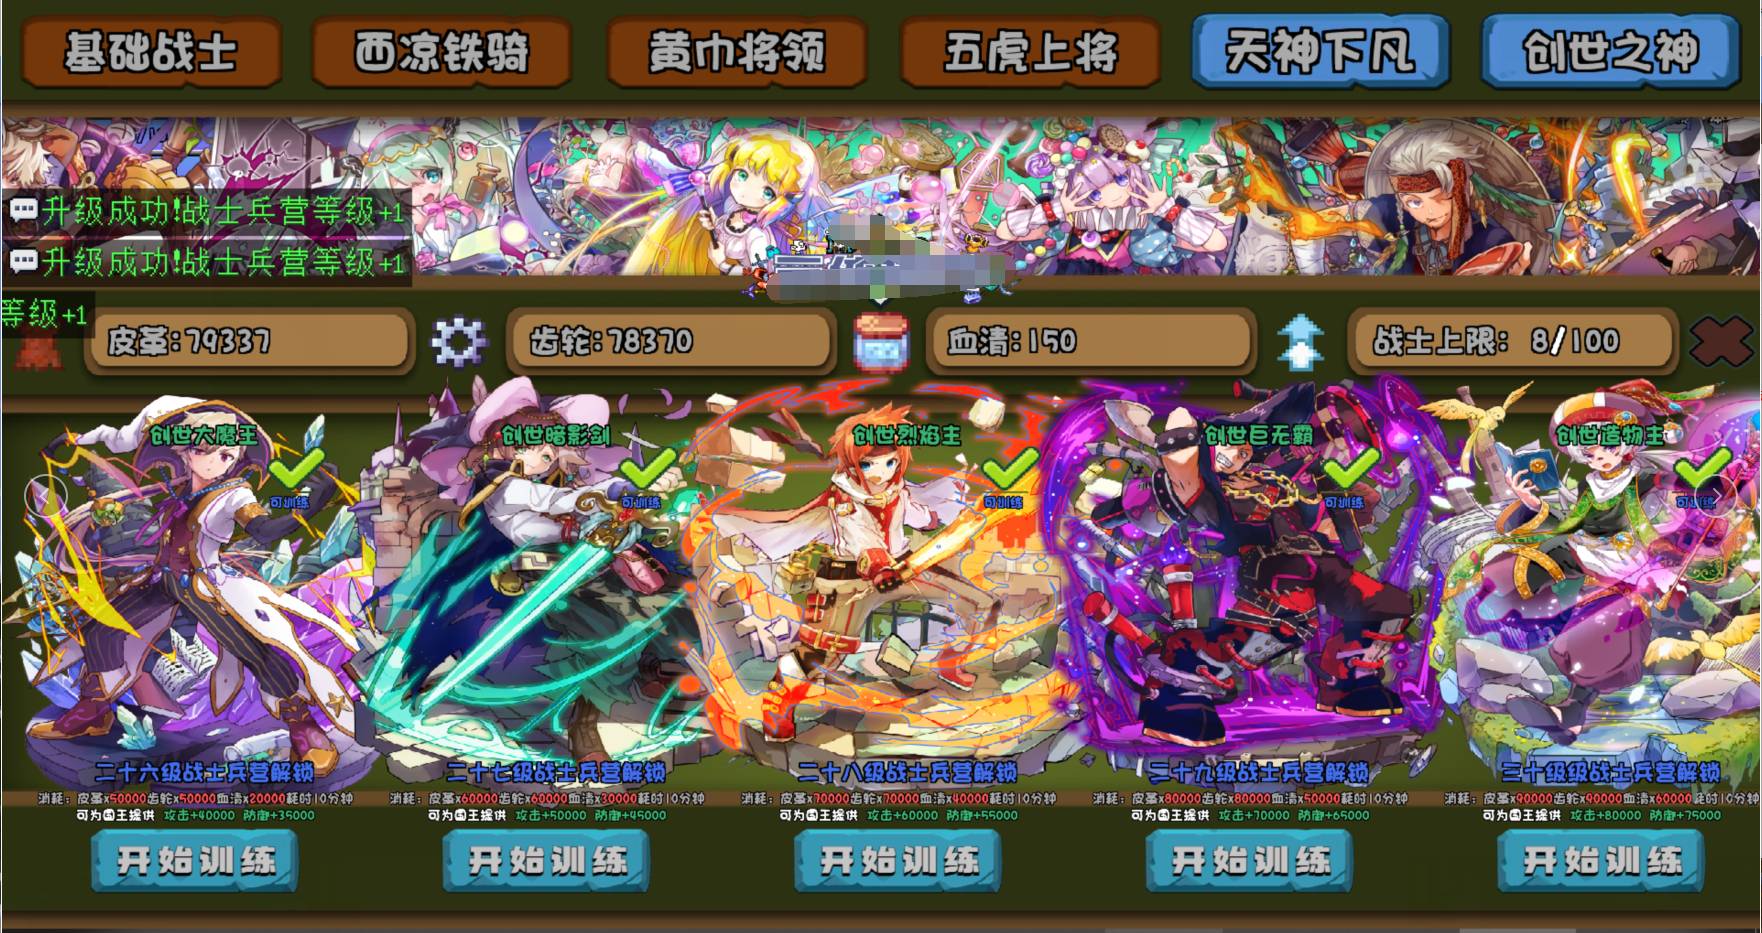 基础战士
西凉铁骑
黄巾将领
五虎上将
天神下凡
创世之神
升级成功!战士兵营等级+1
升级成功!战士兵营等级+1
等级+1
皮革:79337
齿轮:78370
血清:150
战士上限: 8/100
创世大魔王
可训练
创世暗影剑
可训练
创世烈焰主
可训练
创世巨无霸
可训练
创世造物主
可训练
二十六级战士兵营解锁
消耗: 皮革x50000齿轮x50000血清x20000耗时10分钟
可为国王提供 攻击+40000 防御+35000
开始训练
二十七级战士兵营解锁
消耗: 皮革x60000齿轮x60000血清x30000耗时10分钟
可为国王提供 攻击+50000 防御+45000
开始训练
二十八级战士兵营解锁
消耗: 皮革x70000齿轮x70000血清x40000耗时10分钟
可为国王提供 攻击+60000 防御+55000
开始训练
二十九级战士兵营解锁
消耗: 皮革x80000齿轮x80000血清x50000耗时10分钟
可为国王提供 攻击+70000 防御+65000
开始训练
三十级级战士兵营解锁
消耗: 皮革x90000齿轮x90000血清x60000耗时10分钟
可为国王提供 攻击+80000 防御+75000
开始训练